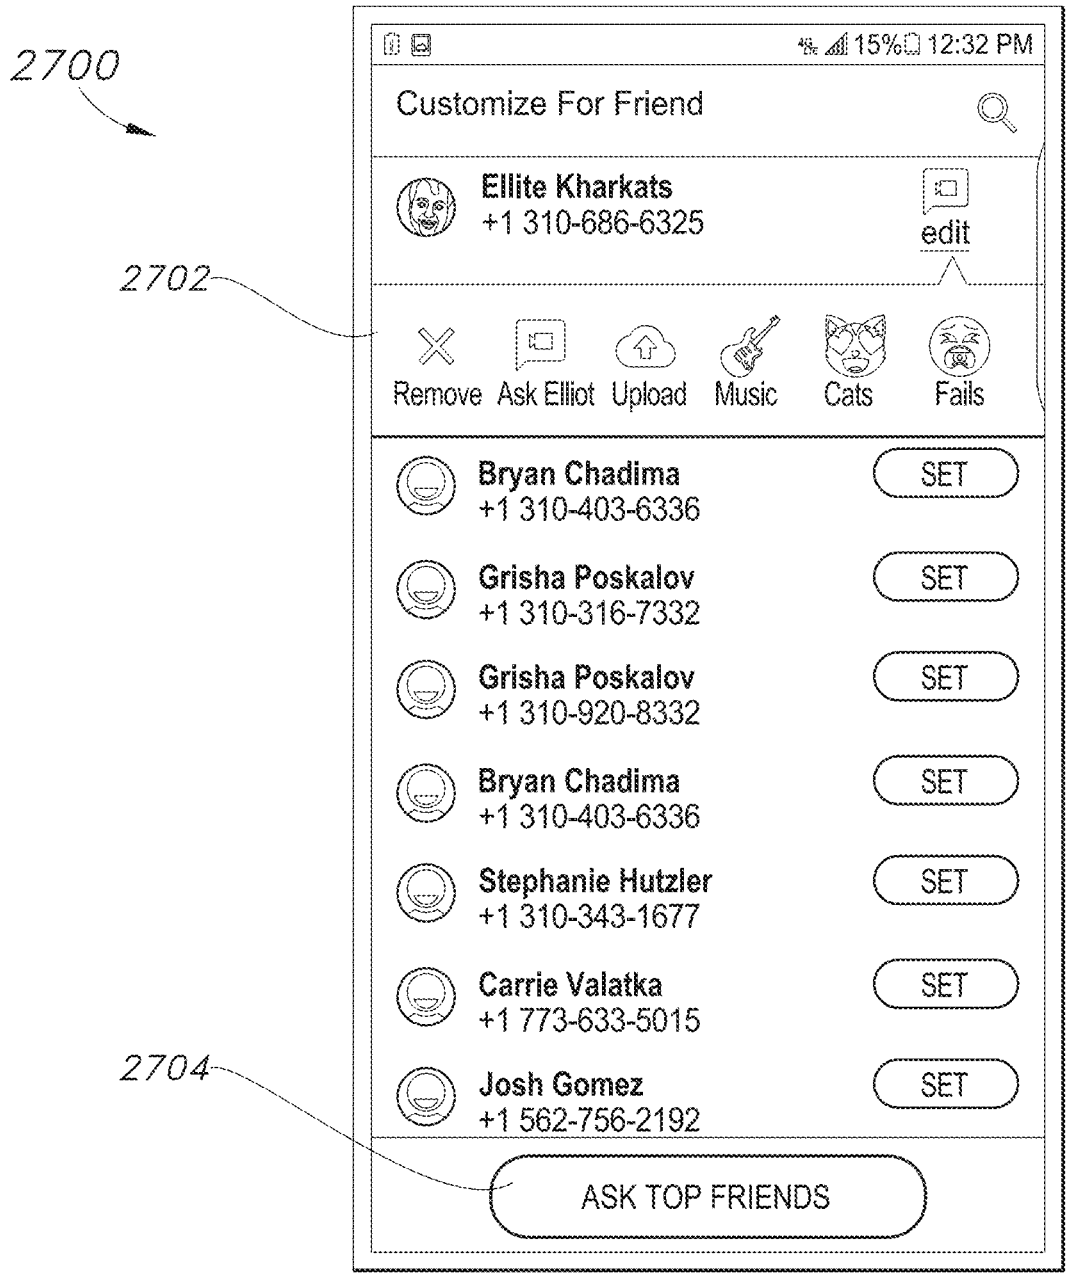 2700
15% 12:32 PM
Customize For Friend
Ellite Kharkats
+1 310-686-6325
edit
2702
Remove Ask Elliot Upload Music Cats Fails
Bryan Chadima
+1 310-403-6336
SET
Grisha Poskalov
+1 310-316-7332
SET
Grisha Poskalov
+1 310-920-8332
SET
Bryan Chadima
+1 310-403-6336
SET
Stephanie Hutzler
+1 310-343-1677
SET
Carrie Valatka
+1 773-633-5015
SET
2704
Josh Gomez
+1 562-756-2192
SET
ASK TOP FRIENDS